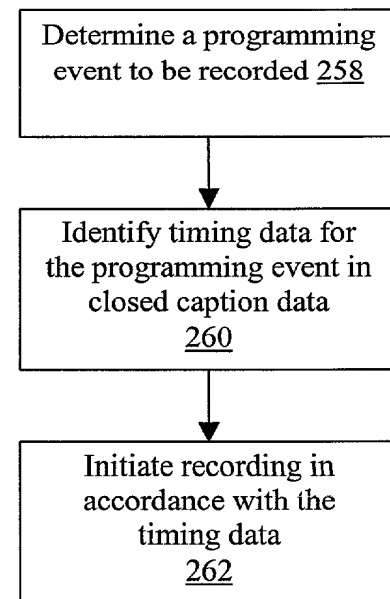 Determine a programming
event to be recorded 258
Identify timing data for
the programming event in
closed caption data
260
Initiate recording in
accordance with the
timing data
262